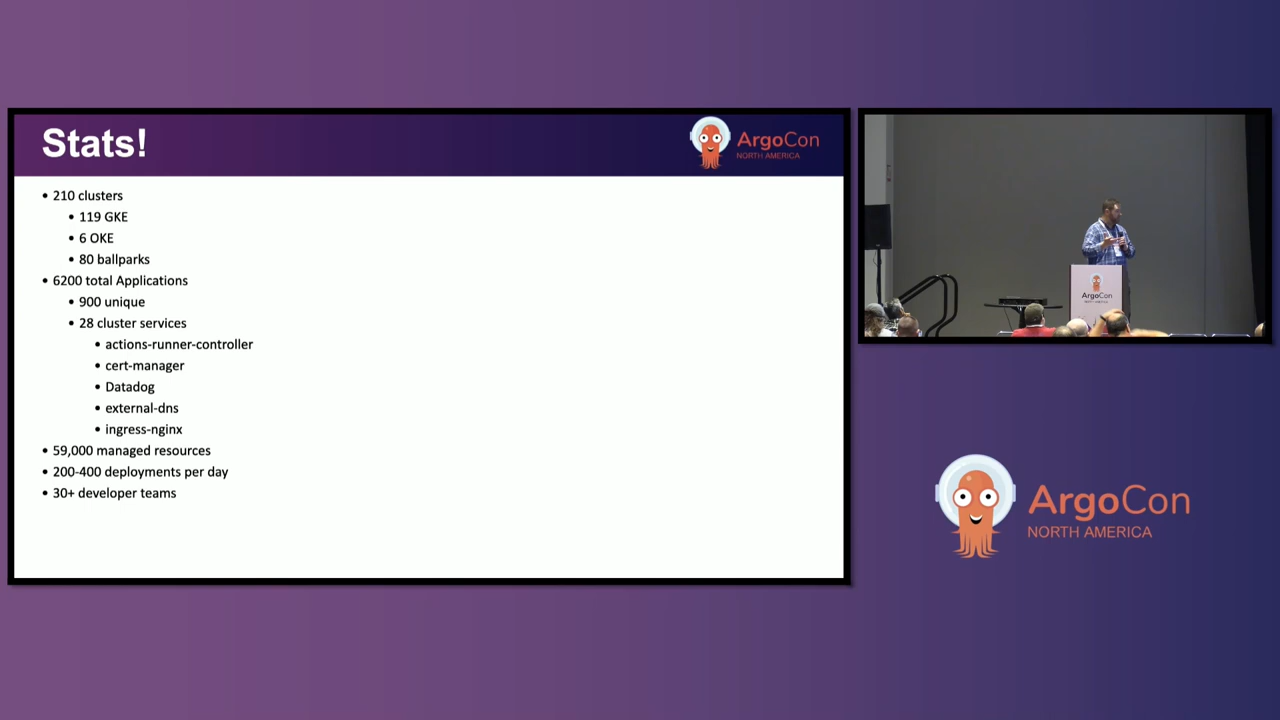 Stats!
ArgoCon
NORTH AMERICA
• 210 clusters
• 119 GKE
• 6 OKE
• 80 ballparks
• 6200 total Applications
• 900 unique
• 28 cluster services
• actions-runner-controller
• cert-manager
• Datadog
• external-dns
• ingress-nginx
• 59,000 managed resources
• 200-400 deployments per day
• 30+ developer teams
ArgoCon
ArgoCon
NORTH AMERICA